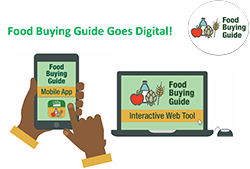 Food Buying Guide Goes Digital!
Food
Buying
Guide
Food
Buying Guide
Mobile App
Food
Buying
Guide
Interactive Web Tool